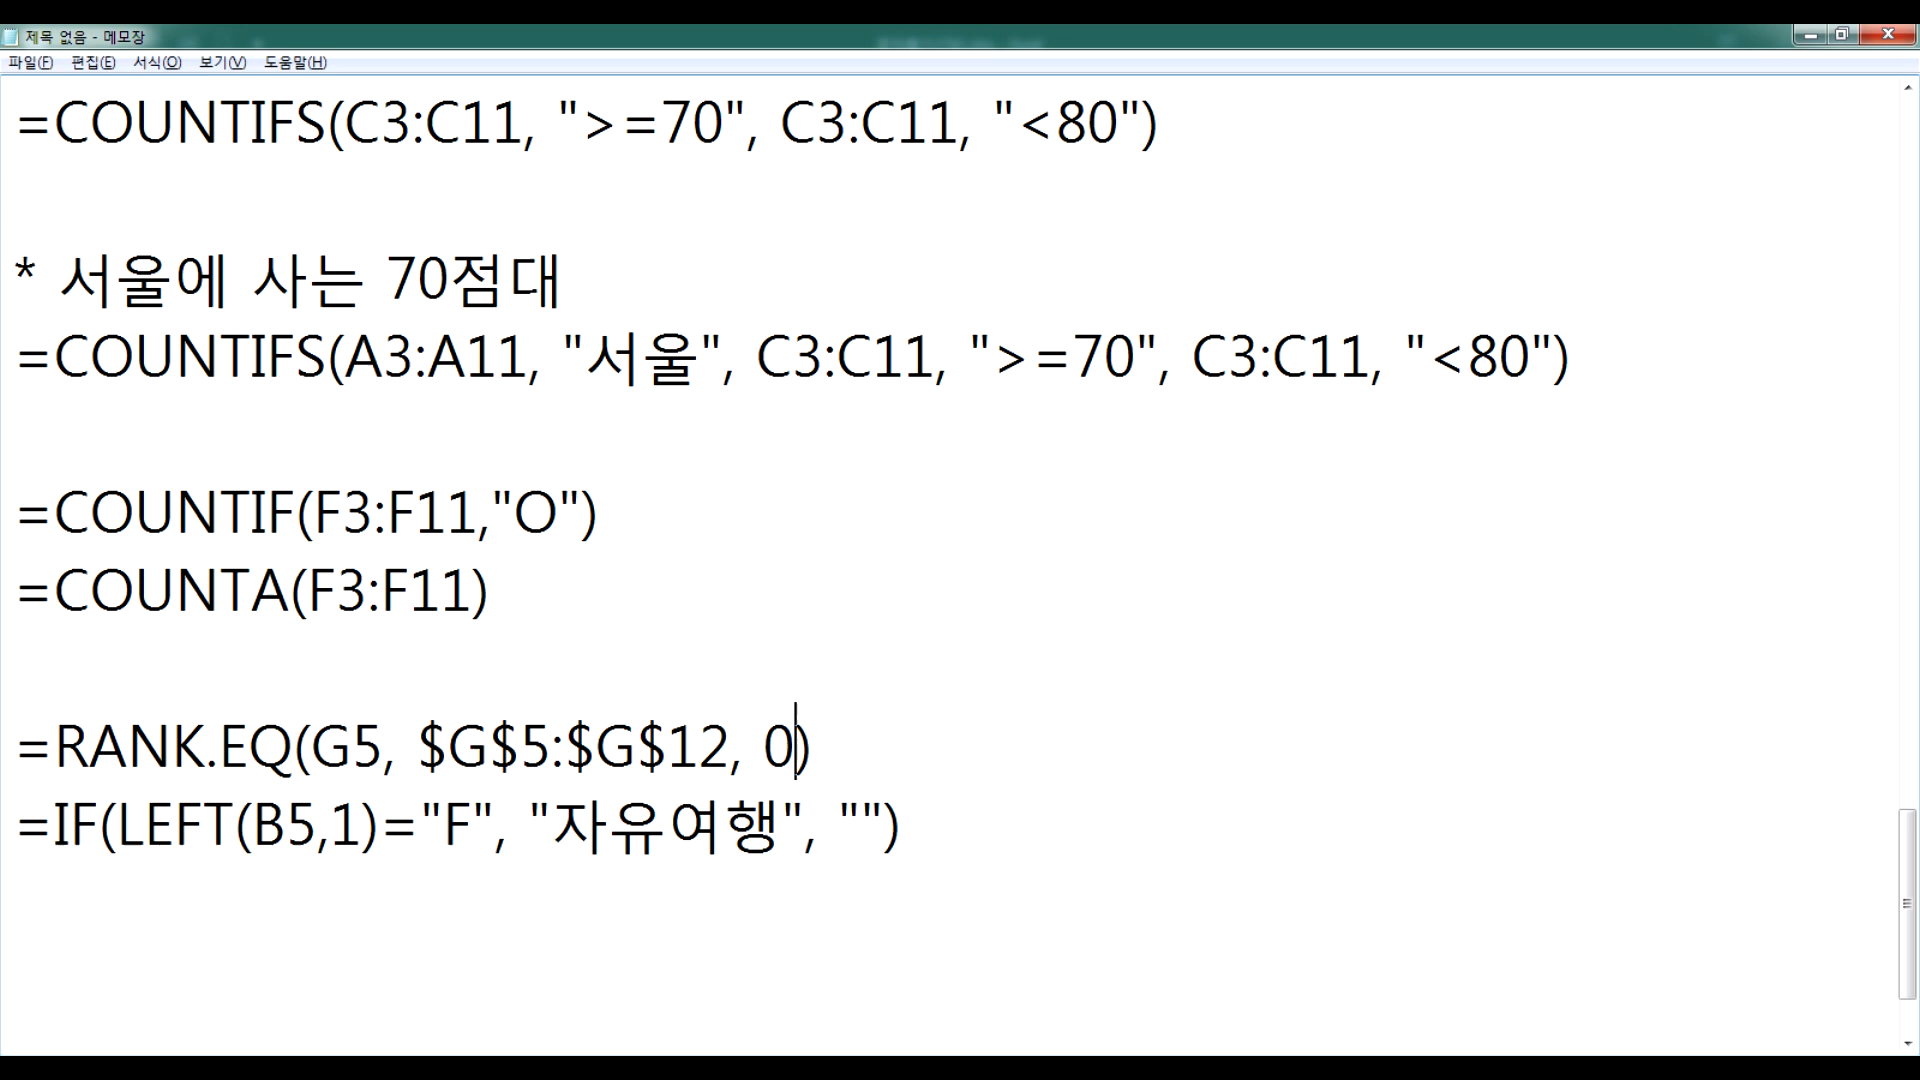 제목 없음 - 메모장
파일(F) 편집(E) 서식(O) 보기(V) 도움말(H)
=COUNTIFS(C3:C11, ">=70", C3:C11, "<80")
* 서울에 사는 70점대
=COUNTIFS(A3:A11, "서울", C3:C11, ">=70", C3:C11, "<80")
=COUNTIF(F3:F11,"O")
=COUNTA(F3:F11)
=RANK.EQ(G5, $G$5:$G$12, 0)
=IF(LEFT(B5,1)="F", "자유여행", "")